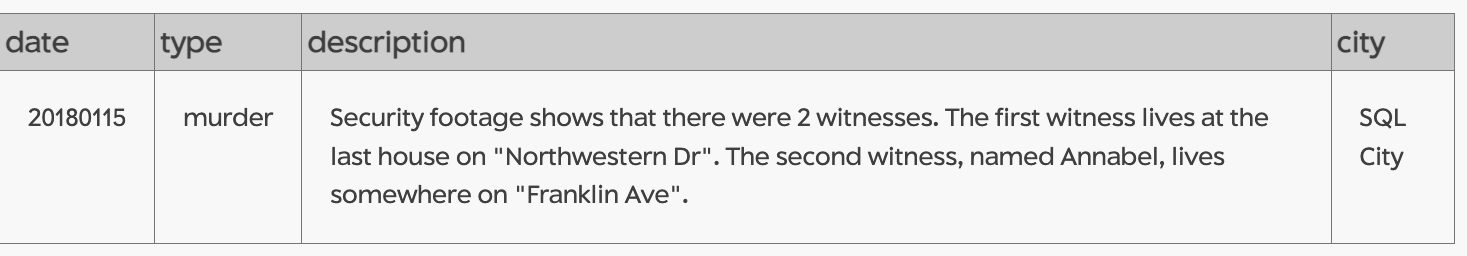 date type description city
20180115 murder Security footage shows that there were 2 witnesses. The first witness lives at the SQL
last house on "Northwestern Dr". The second witness, named Annabel, lives City
somewhere on "Franklin Ave".